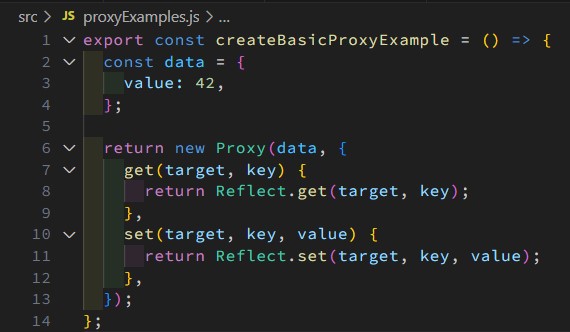 src > JS proxyExamples.js > ...
1 export const createBasicProxyExample = () => {
2   const data = {
3     value: 42,
4   };
5
6   return new Proxy(data, {
7     get(target, key) {
8       return Reflect.get(target, key);
9     },
10     set(target, key, value) {
11       return Reflect.set(target, key, value);
12     },
13   });
14 };